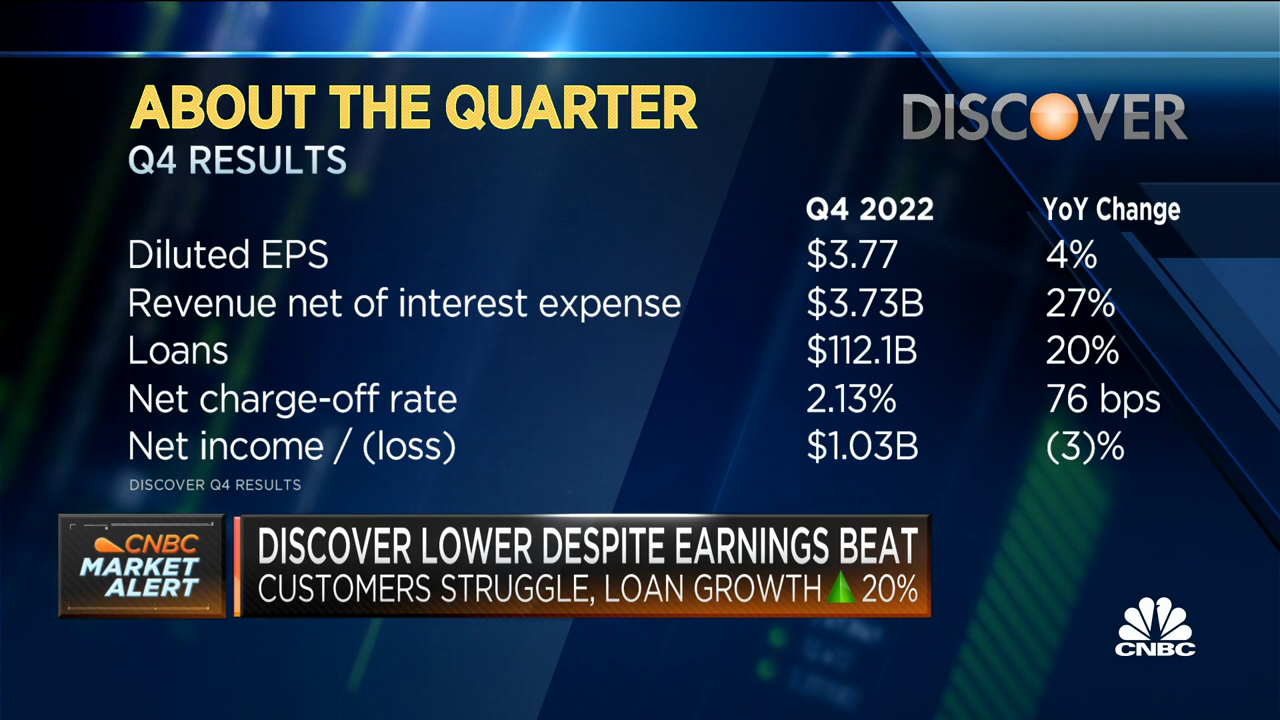 ABOUT THE QUARTER
DISCOVER
Q4 RESULTS
Q4 2022 YoY Change
Diluted EPS $3.77 4%
Revenue net of interest expense $3.73B 27%
Loans $112.1B 20%
Net charge-off rate 2.13% 76 bps
Net income / (loss) $1.03B (3)%
DISCOVER Q4 RESULTS
CNBC
MARKET
ALERT
DISCOVER LOWER DESPITE EARNINGS BEAT
CUSTOMERS STRUGGLE, LOAN GROWTH ▲ 20%
CNBC